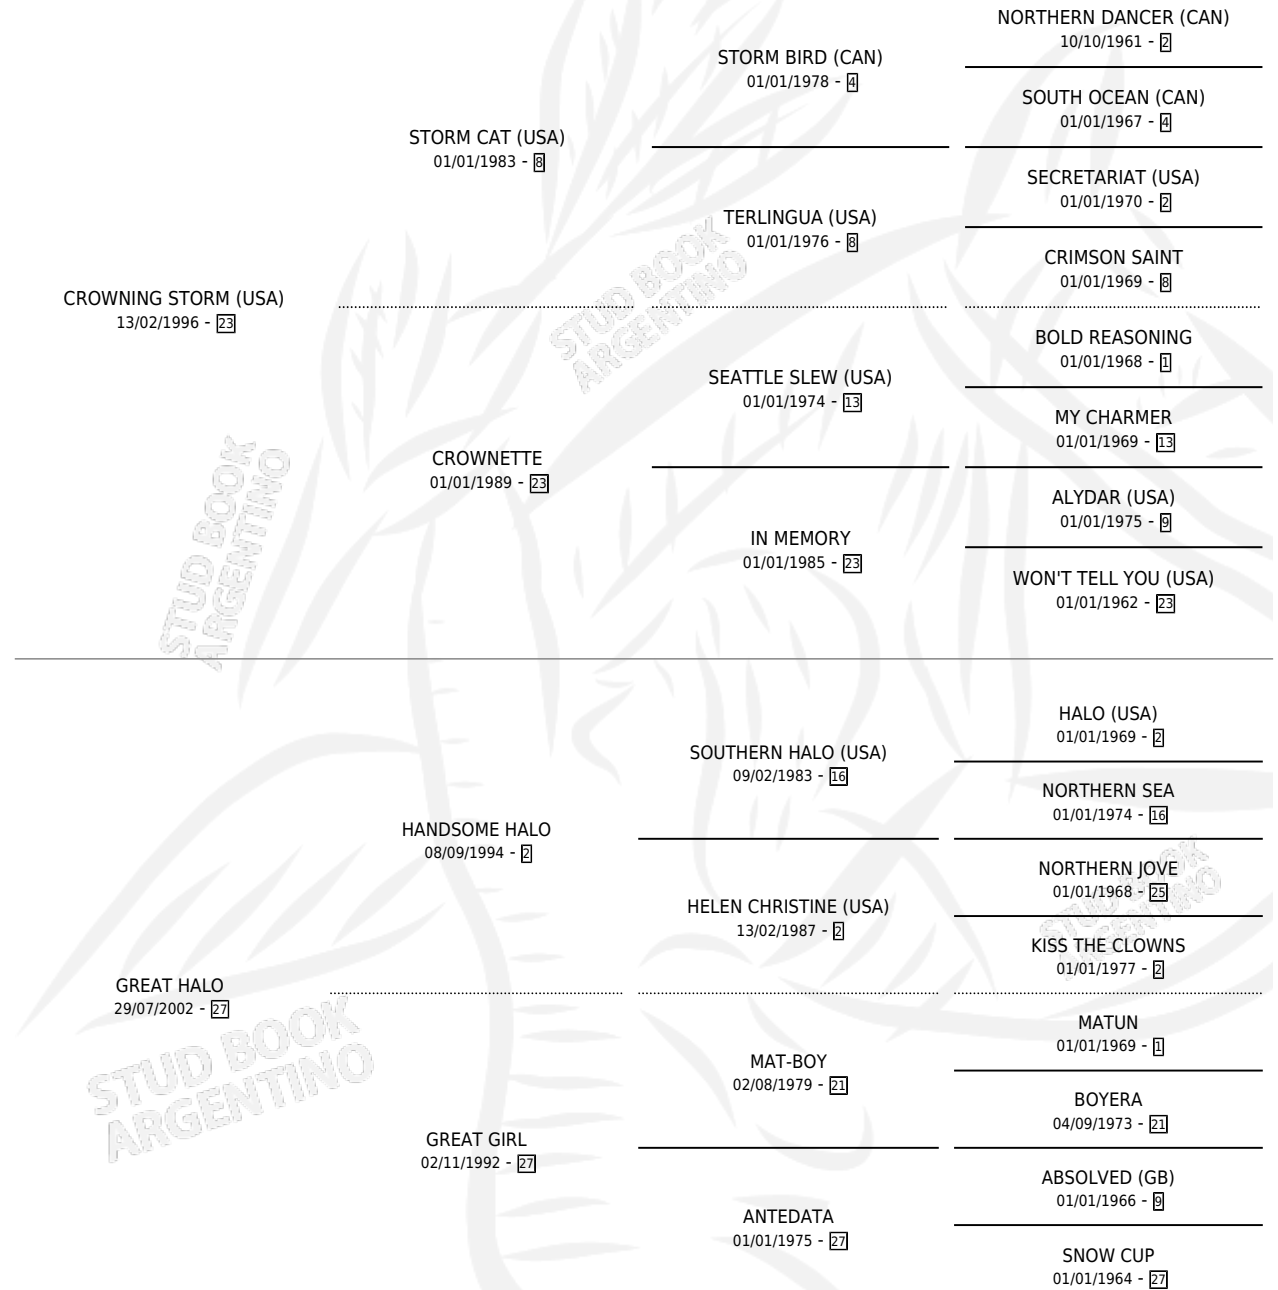 NORTHERN DANCER (CAN)
10/10/1961 - 2
STORM BIRD (CAN)
01/01/1978 - 4
SOUTH OCEAN (CAN)
01/01/1967 - 4
STORM CAT (USA)
01/01/1983 - 8
SECRETARIAT (USA)
01/01/1970 - 2
TERLINGUA (USA)
01/01/1976 - 8
CRIMSON SAINT
01/01/1969 - 8
CROWNING STORM (USA)
13/02/1996 - 23
BOLD REASONING
01/01/1968 - 1
SEATTLE SLEW (USA)
01/01/1974 - 13
MY CHARMER
01/01/1969 - 13
CROWNETTE
01/01/1989 - 23
ALYDAR (USA)
01/01/1975 - 9
IN MEMORY
01/01/1985 - 23
WON'T TELL YOU (USA)
01/01/1962 - 23
HALO (USA)
01/01/1969 - 2
SOUTHERN HALO (USA)
09/02/1983 - 16
NORTHERN SEA
01/01/1974 - 16
HANDSOME HALO
08/09/1994 - 2
NORTHERN JOVE
01/01/1968 - 25
HELEN CHRISTINE (USA)
13/02/1987 - 2
KISS THE CLOWNS
01/01/1977 - 2
GREAT HALO
29/07/2002 - 27
MATUN
01/01/1969 - 1
MAT-BOY
02/08/1979 - 21
BOYERA
04/09/1973 - 21
GREAT GIRL
02/11/1992 - 27
ABSOLVED (GB)
01/01/1966 - 9
ANTEDATA
01/01/1975 - 27
SNOW CUP
01/01/1964 - 27
STUD BOOK
ARGENTINO
STUD BOOK
ARGENTINO
STUD BOOK
ARGENTINO
STUD BOOK
ARGENTINO